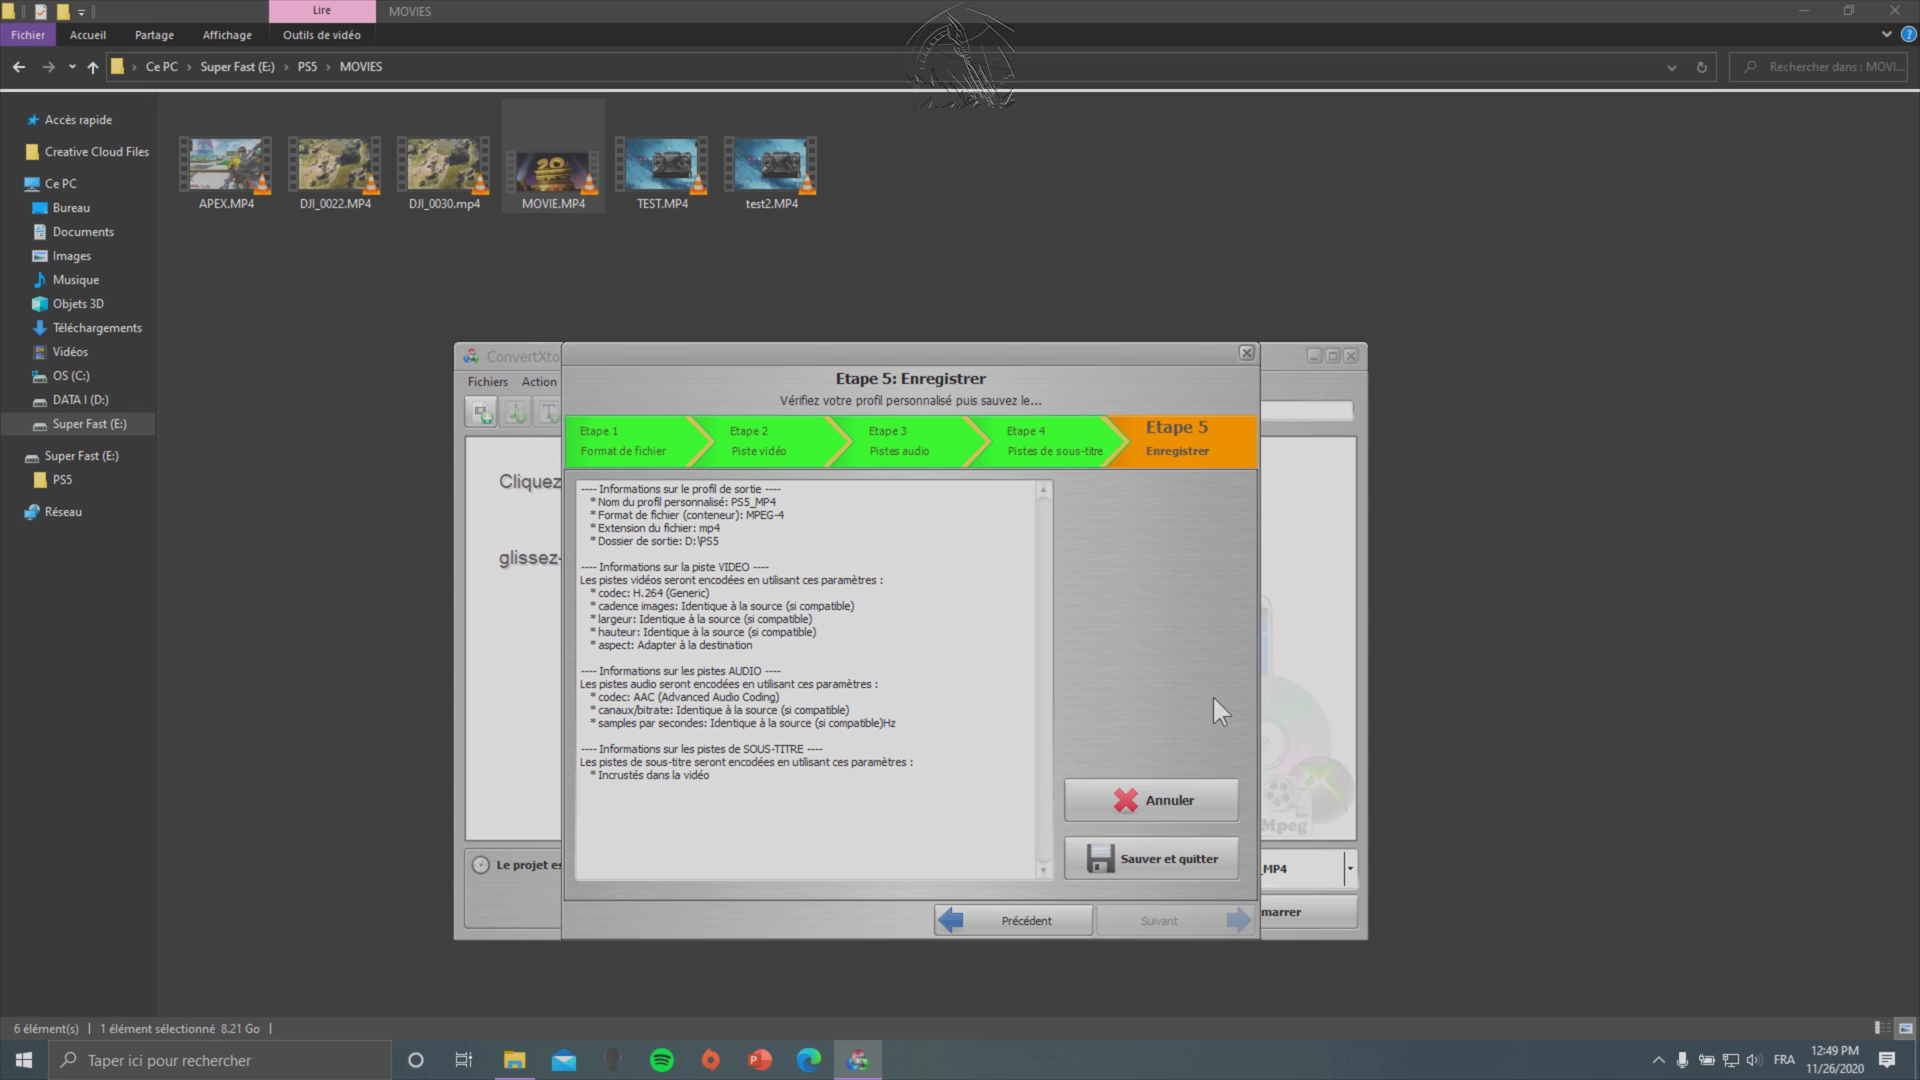 Lire
MOVIES
Fichier
Accueil
Partage
Affichage
Outils de vidéo
Ce PC
Super Fast (E:)
PS5
MOVIES
Rechercher dans : MOVI...
Accès rapide
Creative Cloud Files
Ce PC
Bureau
Documents
Images
Musique
Objets 3D
Téléchargements
Vidéos
OS (C:)
DATA I (D:)
Super Fast (E:)
Super Fast (E:)
PS5
Réseau
APEX.MP4
DJI_0022.MP4
DJI_0030.mp4
MOVIE.MP4
TEST.MP4
test2.MP4
ConvertXto
Fichiers
Action
Cliquez
glissez-
Le projet es
Etape 5: Enregistrer
Vérifiez votre profil personnalisé puis sauvez le...
Etape 1
Format de fichier
Etape 2
Piste vidéo
Etape 3
Pistes audio
Etape 4
Pistes de sous-titre
Etape 5
Enregistrer
---- Informations sur le profil de sortie ----
* Nom du profil personnalisé: PS5_MP4
* Format de fichier (conteneur): MPEG-4
* Extension du fichier: mp4
* Dossier de sortie: D:\PS5
---- Informations sur la piste VIDEO ----
Les pistes vidéos seront encodées en utilisant ces paramètres :
* codec: H.264 (Generic)
* cadence images: Identique à la source (si compatible)
* largeur: Identique à la source (si compatible)
* hauteur: Identique à la source (si compatible)
* aspect: Adapter à la destination
---- Informations sur les pistes AUDIO ----
Les pistes audio seront encodées en utilisant ces paramètres :
* codec: AAC (Advanced Audio Coding)
* canaux/bitrate: Identique à la source (si compatible)
* samples par secondes: Identique à la source (si compatible)Hz
---- Informations sur les pistes de SOUS-TITRE ----
Les pistes de sous-titre seront encodées en utilisant ces paramètres :
* Incrustés dans la vidéo
Annuler
Sauver et quitter
Précédent
Suivant
Mpeg
_MP4
marrer
6 élément(s)
1 élément sélectionné 8.21 Go
Taper ici pour rechercher
FRA
12:49 PM
11/26/2020